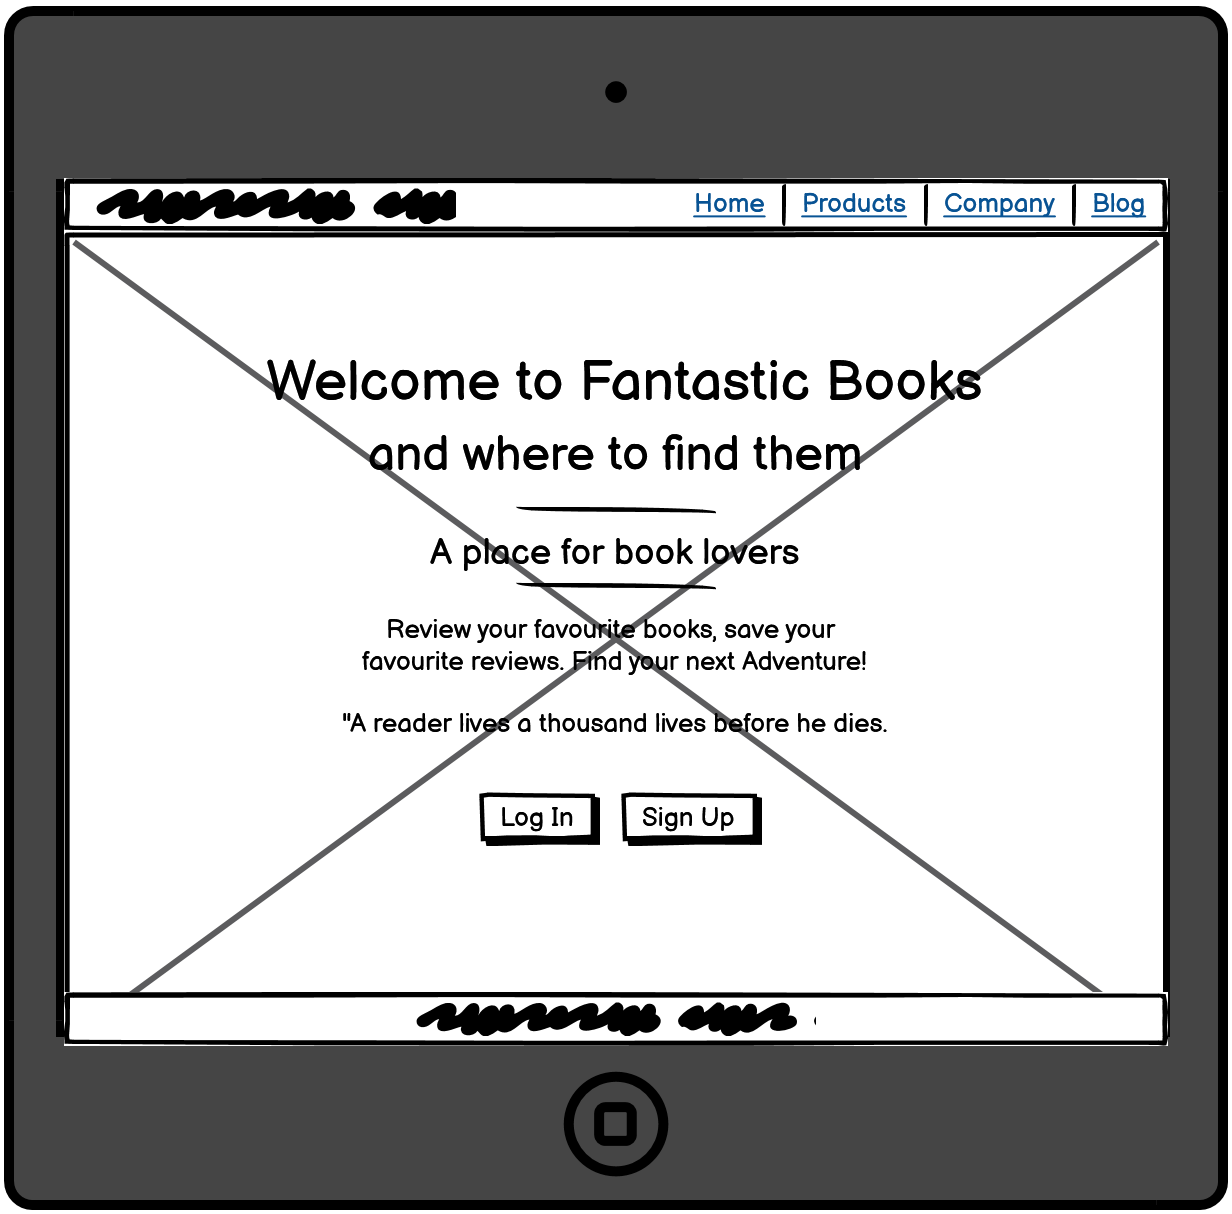 Home Products Company Blog
Welcome to Fantastic Books
and where to find them
A place for book lovers
Review your favourite books, save your
favourite reviews. Find your next Adventure!
"A reader lives a thousand lives before he dies.
Log In Sign Up